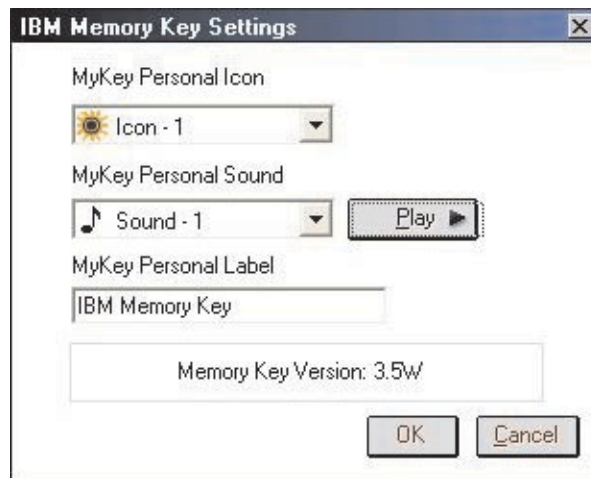 IBM Memory Key Settings
MyKey Personal Icon
Icon - 1
MyKey Personal Sound
Sound - 1 Play
MyKey Personal Label
IBM Memory Key
Memory Key Version: 3.5W
OK Cancel